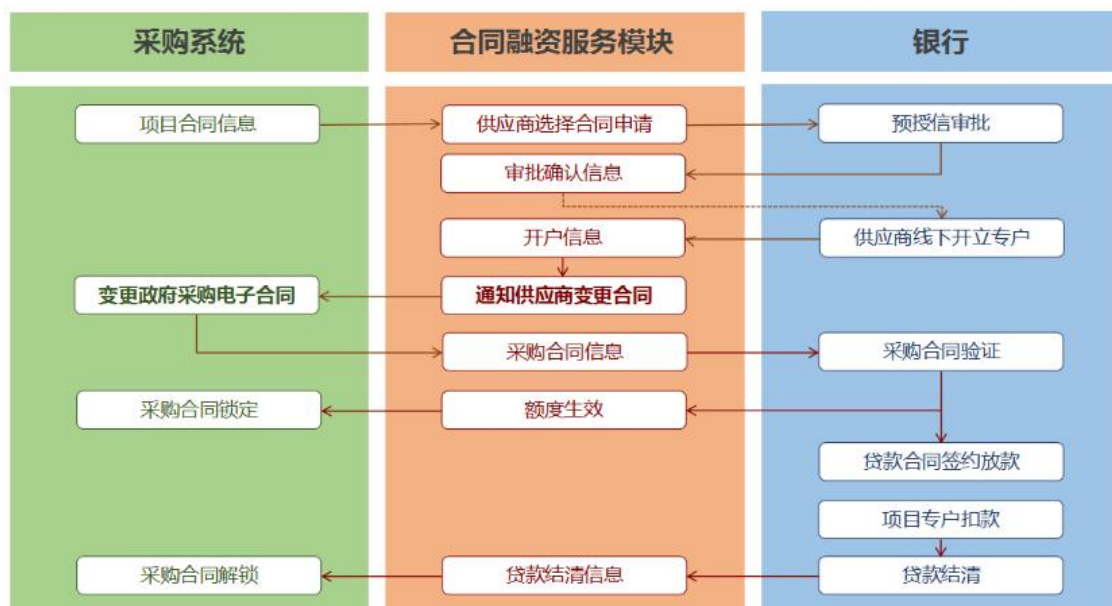 采购系统
合同融资服务模块
银行
项目合同信息
供应商选择合同申请
预授信审批
审批确认信息
开户信息
供应商线下开立专户
变更政府采购电子合同
通知供应商变更合同
采购合同信息
采购合同验证
采购合同锁定
额度生效
贷款合同签约放款
项目专户扣款
采购合同解锁
贷款结清信息
贷款结清